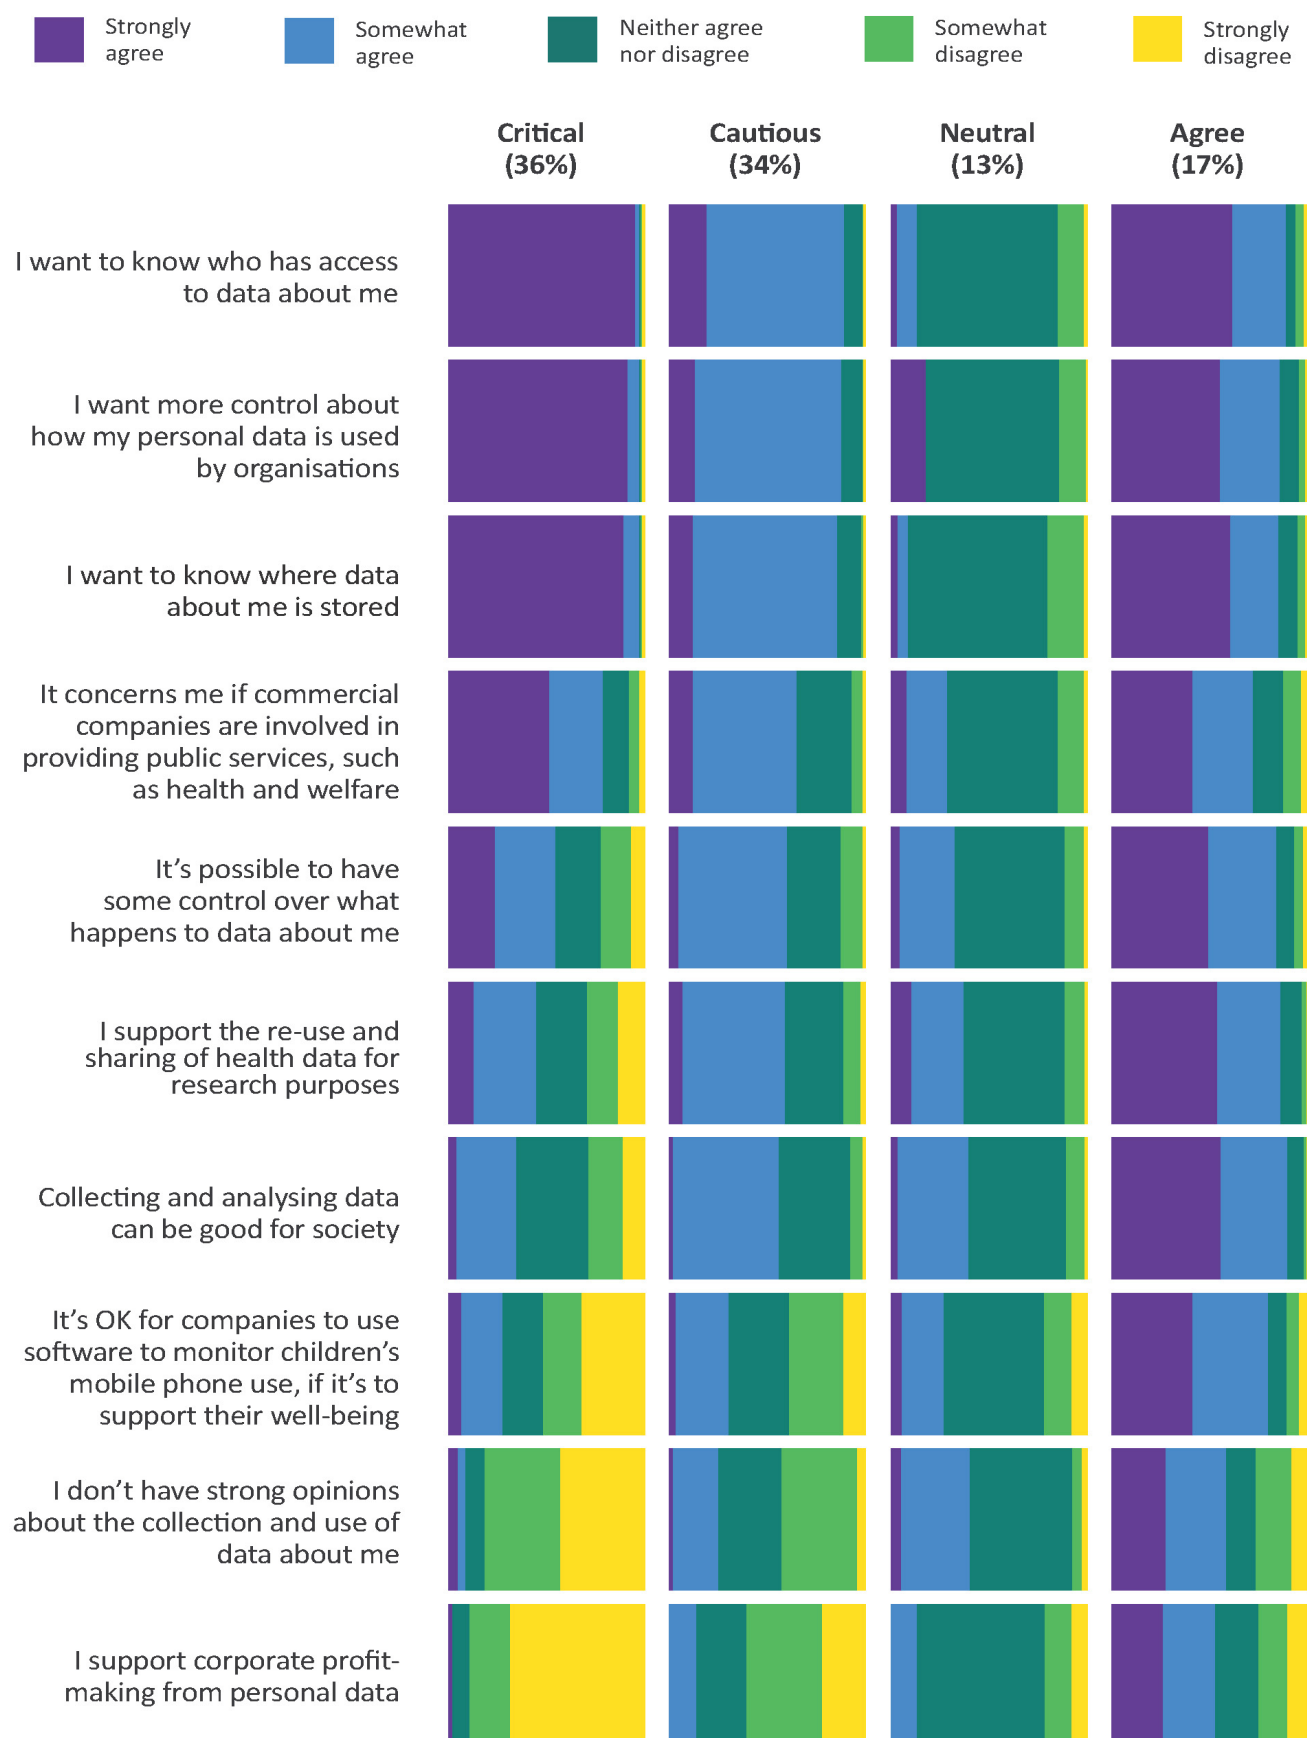 Strongly
agree
Somewhat
agree
Neither agree
nor disagree
Somewhat
disagree
Strongly
disagree
Critical
(36%)
Cautious
(34%)
Neutral
(13%)
Agree
(17%)
I want to know who has access
to data about me
I want more control about
how my personal data is used
by organisations
I want to know where data
about me is stored
It concerns me if commercial
companies are involved in
providing public services, such
as health and welfare
It’s possible to have
some control over what
happens to data about me
I support the re-use and
sharing of health data for
research purposes
Collecting and analysing data
can be good for society
It’s OK for companies to use
software to monitor children’s
mobile phone use, if it’s to
support their well-being
I don’t have strong opinions
about the collection and use of
data about me
I support corporate profit-
making from personal data